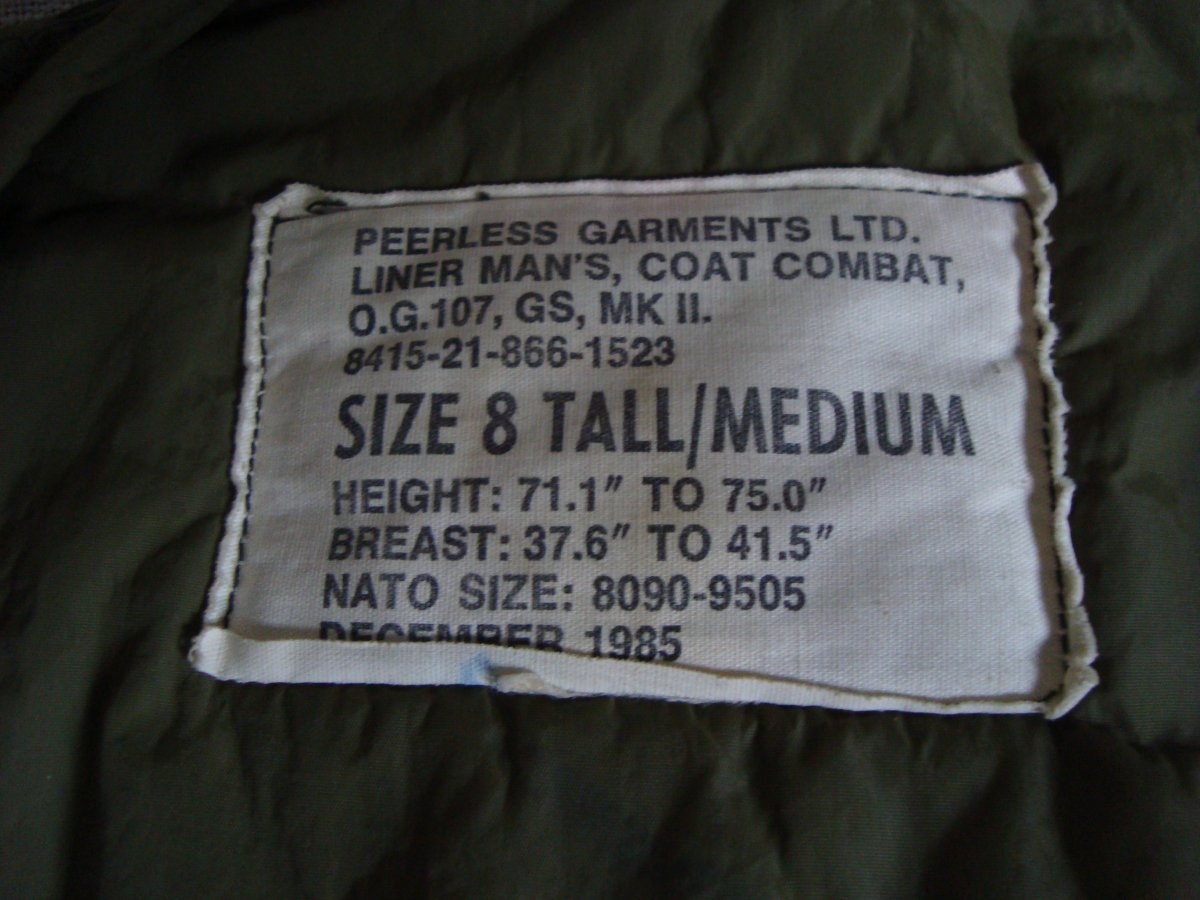 PEERLESS GARMENTS LTD.
LINER MAN'S, COAT COMBAT,
O.G.107, GS, MK II.
8415-21-866-1523
SIZE 8 TALL/MEDIUM
HEIGHT: 71.1" TO 75.0"
BREAST: 37.6" TO 41.5"
NATO SIZE: 8090-9505
DECEMBER 1985